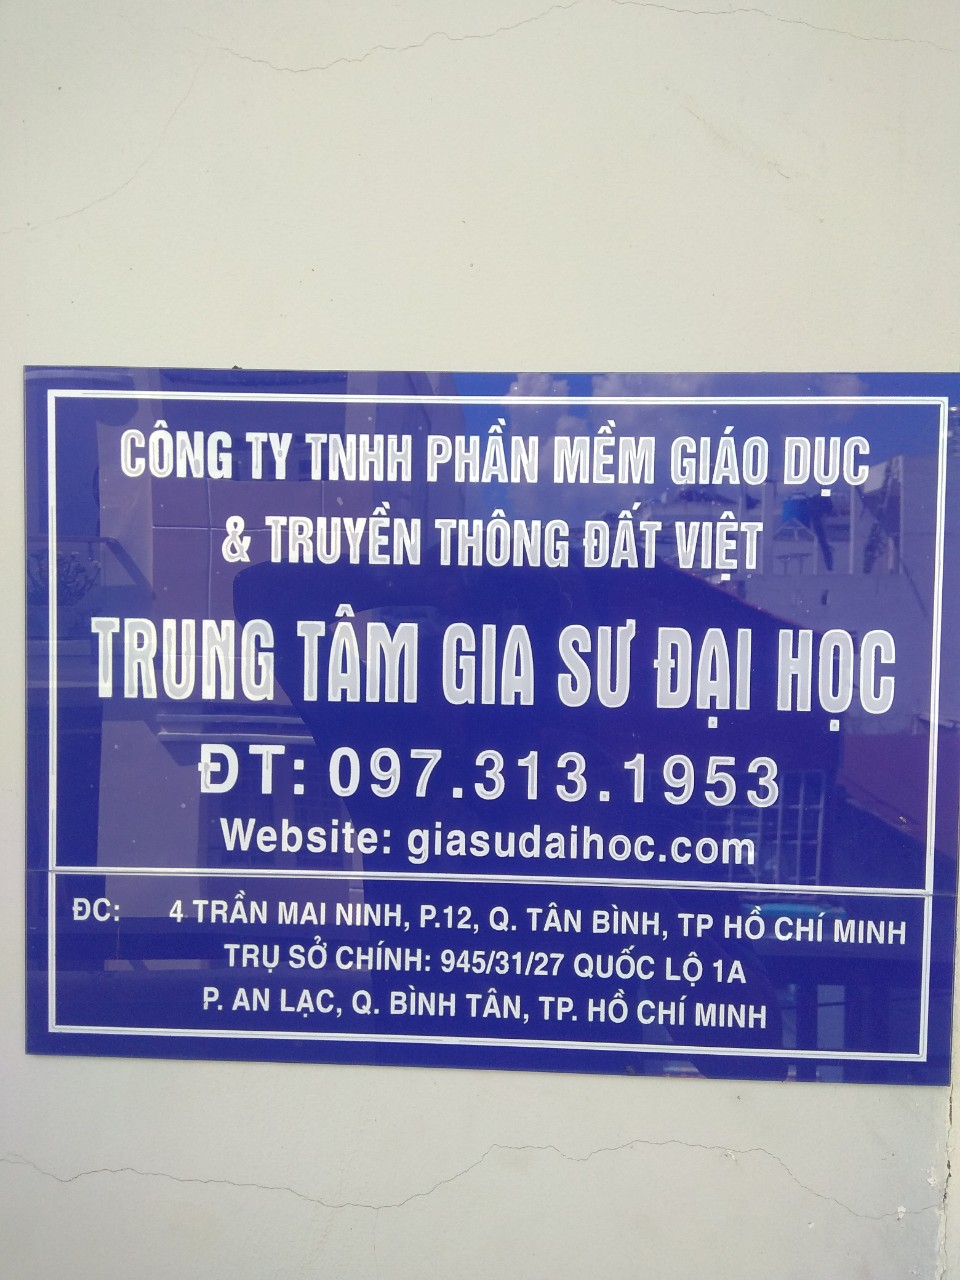 CÔNG TY TNHH PHẦN MỀM GIÁO DỤC
& TRUYỀN THÔNG ĐẤT VIỆT
TRUNG TÂM GIA SƯ ĐẠI HỌC
ĐT: 097.313.1953
Website: giasudaihoc.com
ĐC: 4 TRẦN MAI NINH, P.12, Q. TÂN BÌNH, TP HỒ CHÍ MINH
TRỤ SỞ CHÍNH: 945/31/27 QUỐC LỘ 1A
P. AN LẠC, Q. BÌNH TÂN, TP. HỒ CHÍ MINH